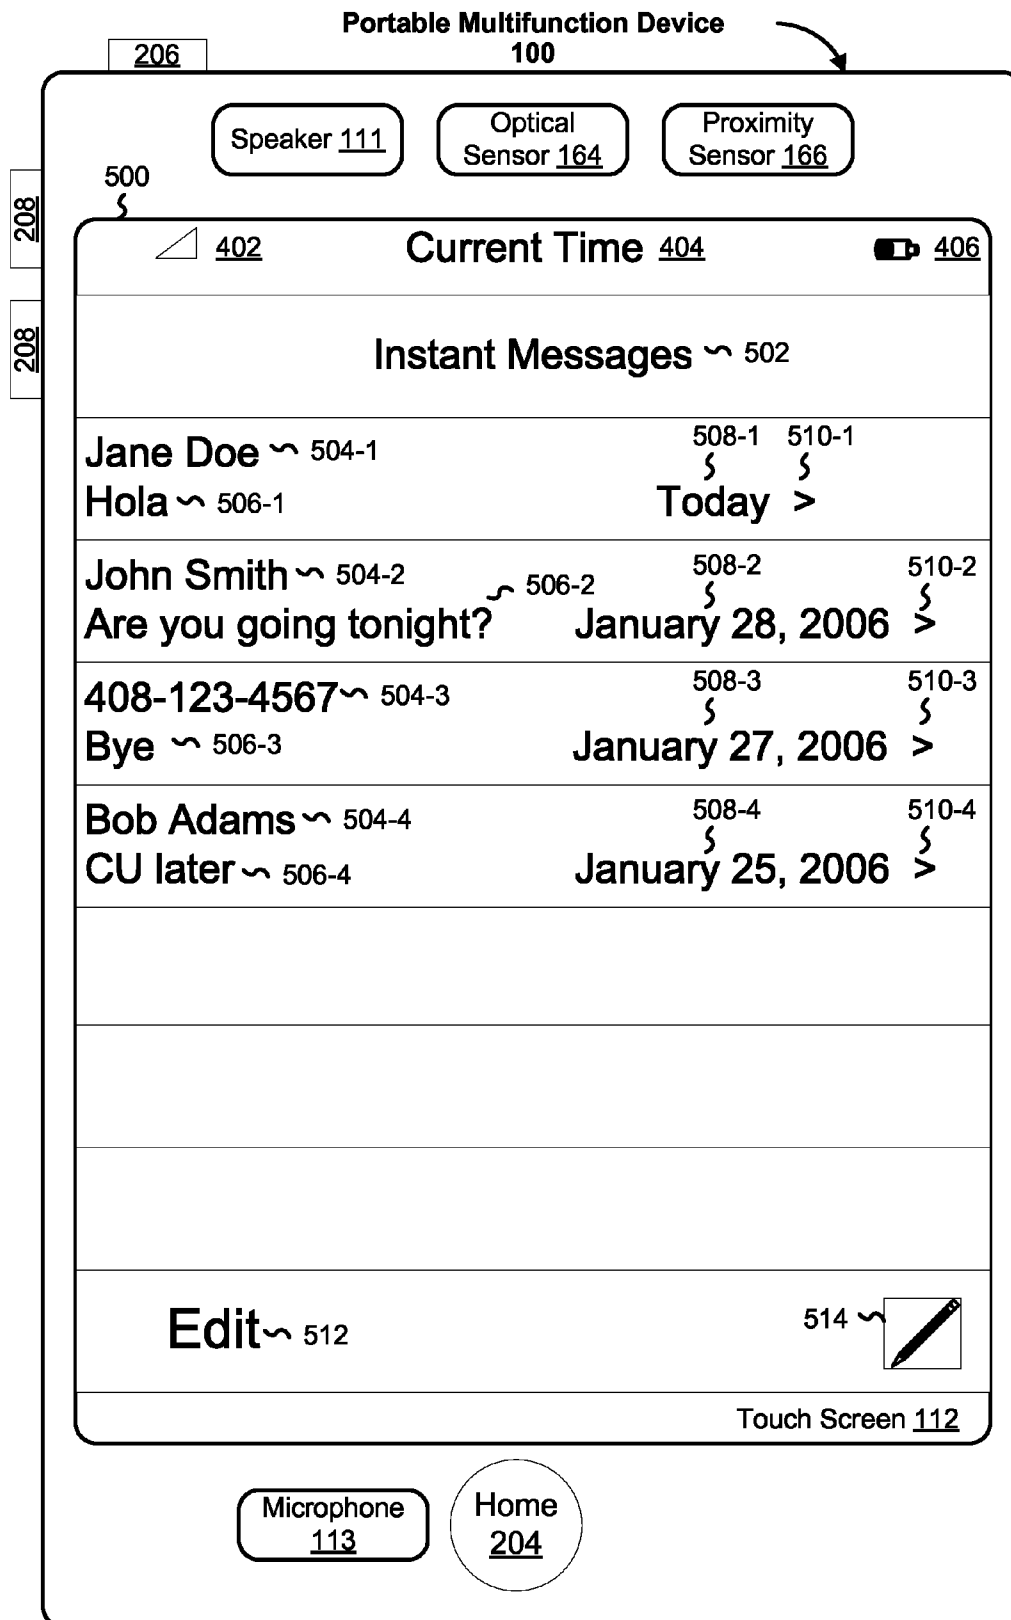 Portable Multifunction Device
100
206
Speaker 111
Optical
Sensor 164
Proximity
Sensor 166
500
208
208
402 Current Time 404 406
Instant Messages 502
508-1 510-1
Jane Doe 504-1
Hola 506-1 Today >
508-2 510-2
John Smith 504-2
506-2
Are you going tonight? January 28, 2006 >
508-3 510-3
408-123-4567 504-3
Bye 506-3 January 27, 2006 >
508-4 510-4
Bob Adams 504-4
CU later 506-4 January 25, 2006 >
Edit 512 514
Touch Screen 112
Microphone
113
Home
204